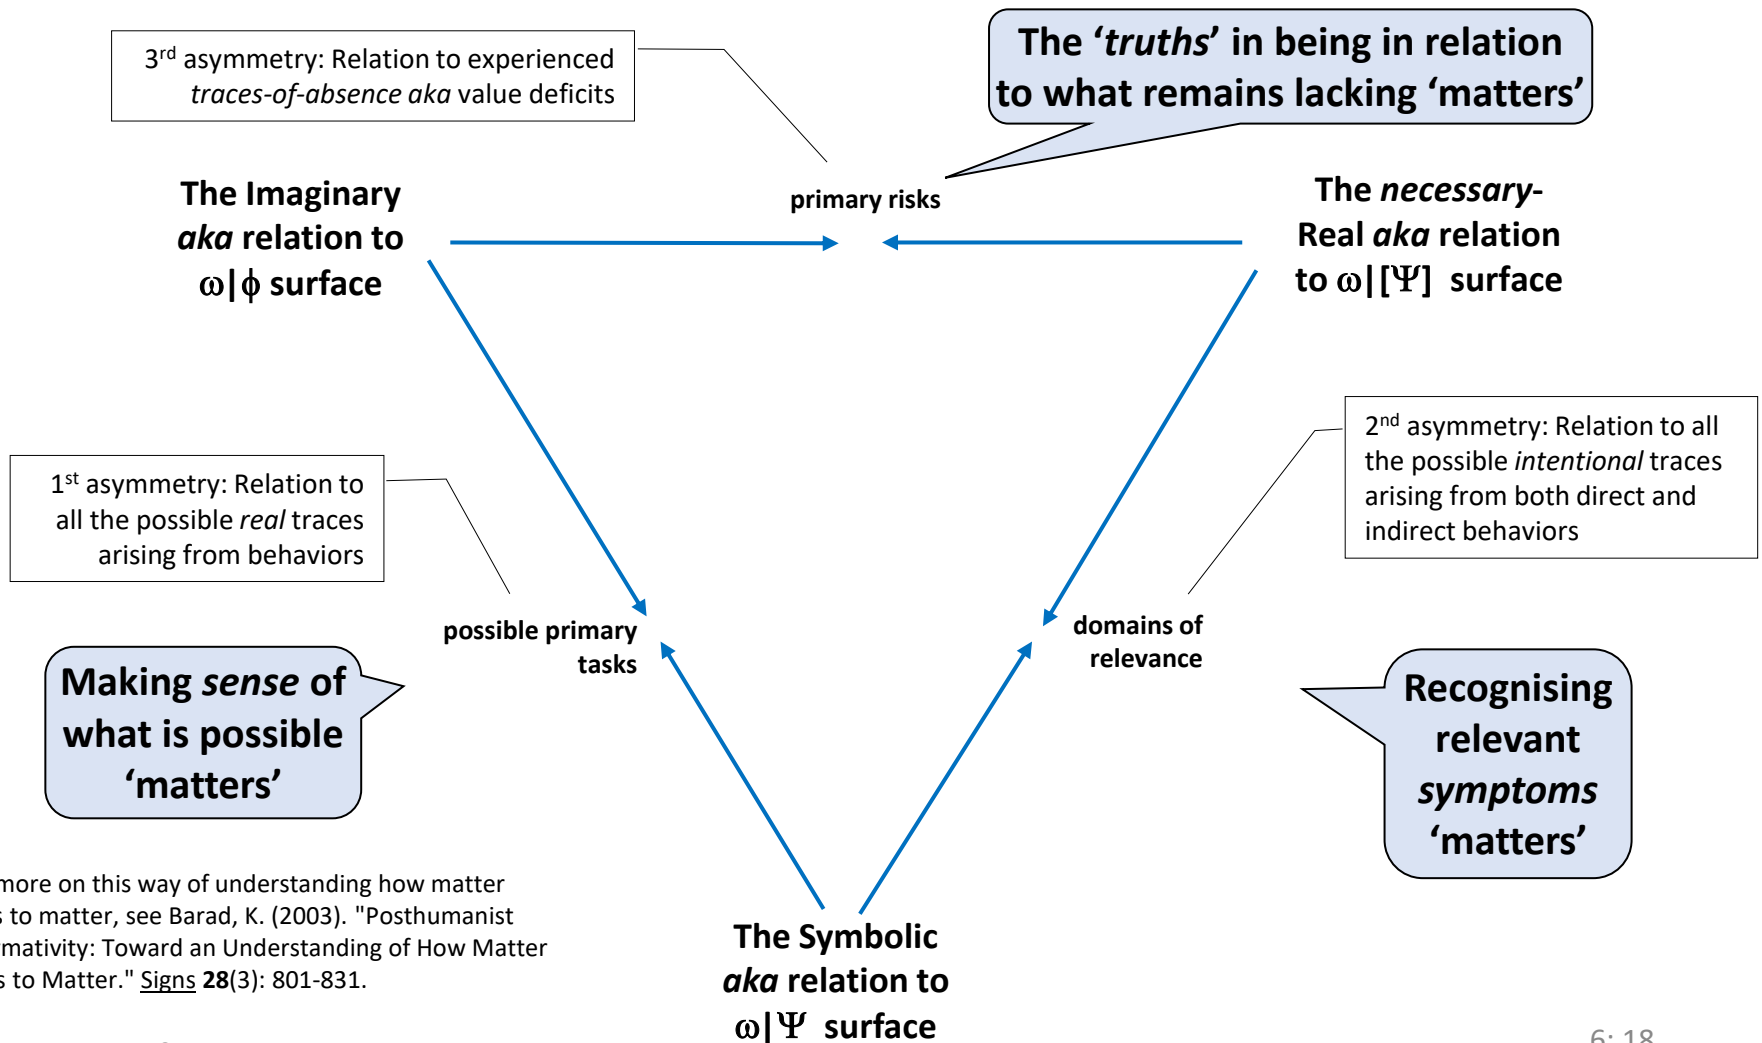 3rd asymmetry: Relation to experienced
traces-of-absence aka value deficits
The ‘truths’ in being in relation
to what remains lacking ‘matters’
The Imaginary
aka relation to
ω|ϕ surface
primary risks
The necessary-
Real aka relation
to ω|[Ψ] surface
1st asymmetry: Relation to
all the possible real traces
arising from behaviors
2nd asymmetry: Relation to all
the possible intentional traces
arising from both direct and
indirect behaviors
possible primary
tasks
domains of
relevance
Making sense of
what is possible
‘matters’
Recognising
relevant
symptoms
‘matters’
more on this way of understanding how matter
s to matter, see Barad, K. (2003). "Posthumanist
rmativity: Toward an Understanding of How Matter
s to Matter." Signs 28(3): 801-831.
The Symbolic
aka relation to
ω|Ψ surface
6: 18